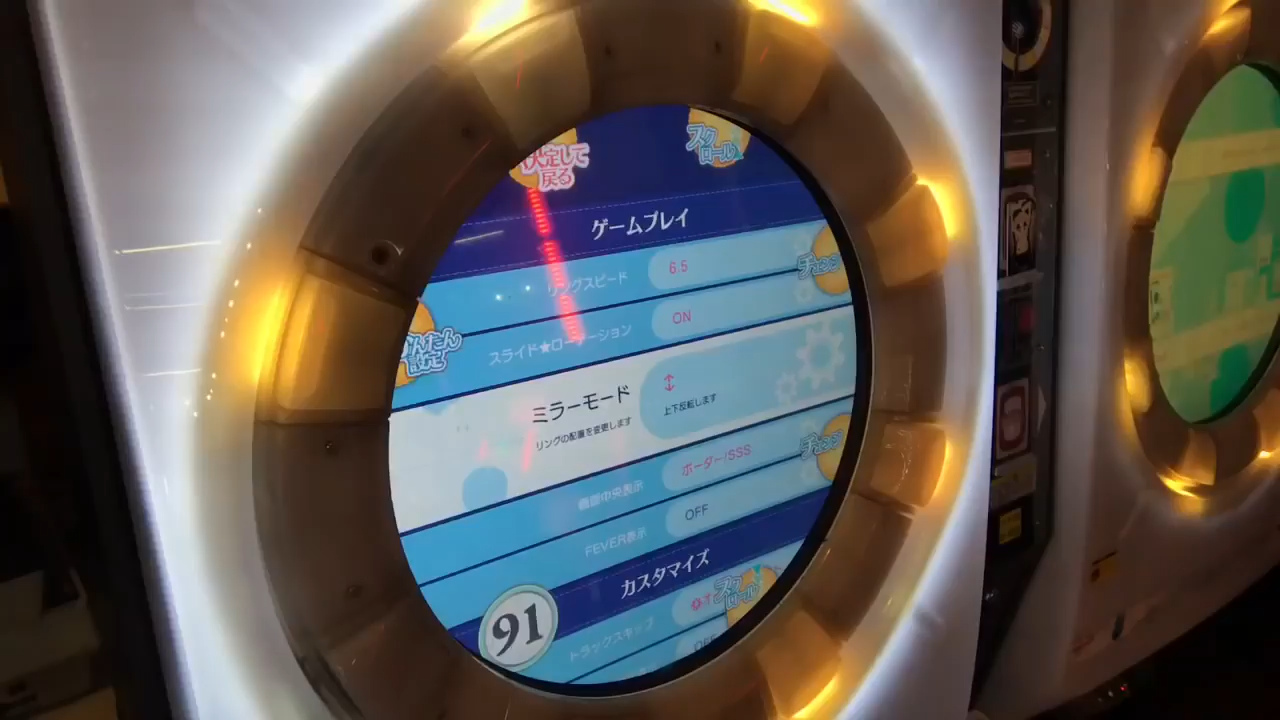 決定して
戻る
スク
ロール
ゲームプレイ
リングスピード
6.5
チェンジ
スライド★ローテーション
ON
かんたん
設定
ミラーモード
リングの配置を変更します
↕
上下反転します
画面中央表示
ボーダー/SSS
チェンジ
FEVER表示
OFF
カスタマイズ
スク
ロール
トラックスキップ
91